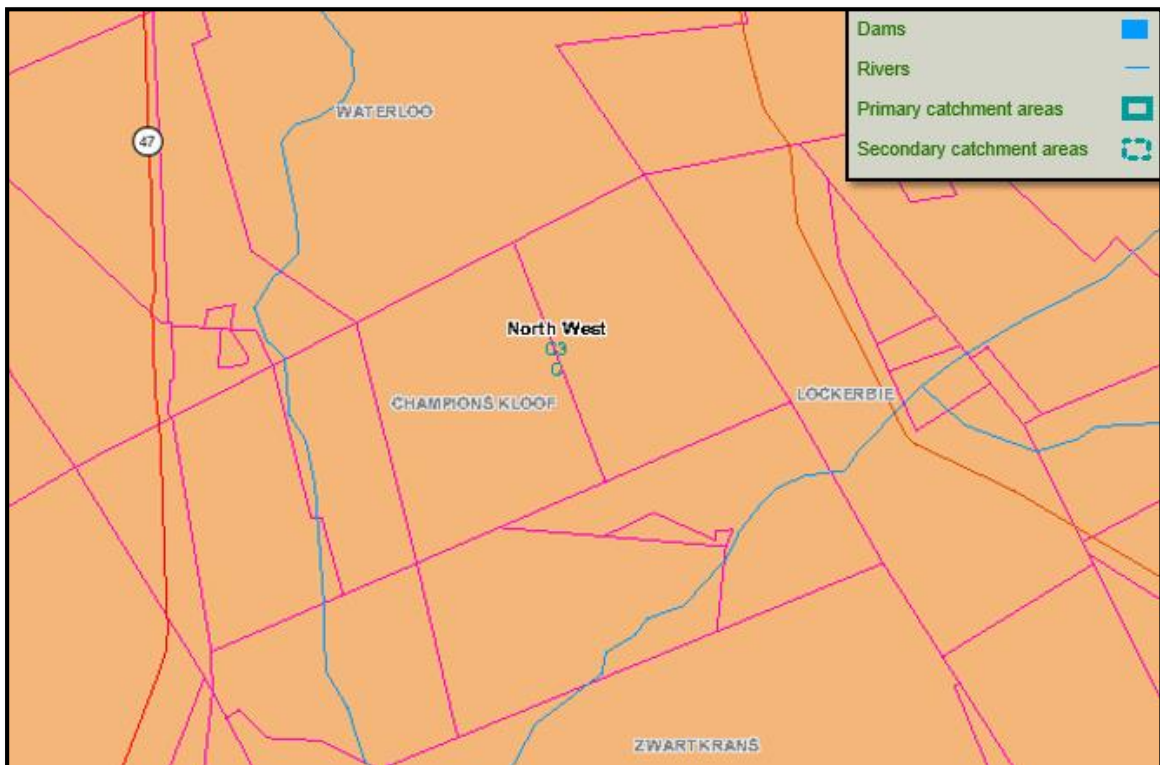 Dams
Rivers
Primary catchment areas
Secondary catchment areas
WATERLOO
47
North West
C3
C
CHAMPIONS KLOOF
LOCKERBIE
ZWARTKRANS